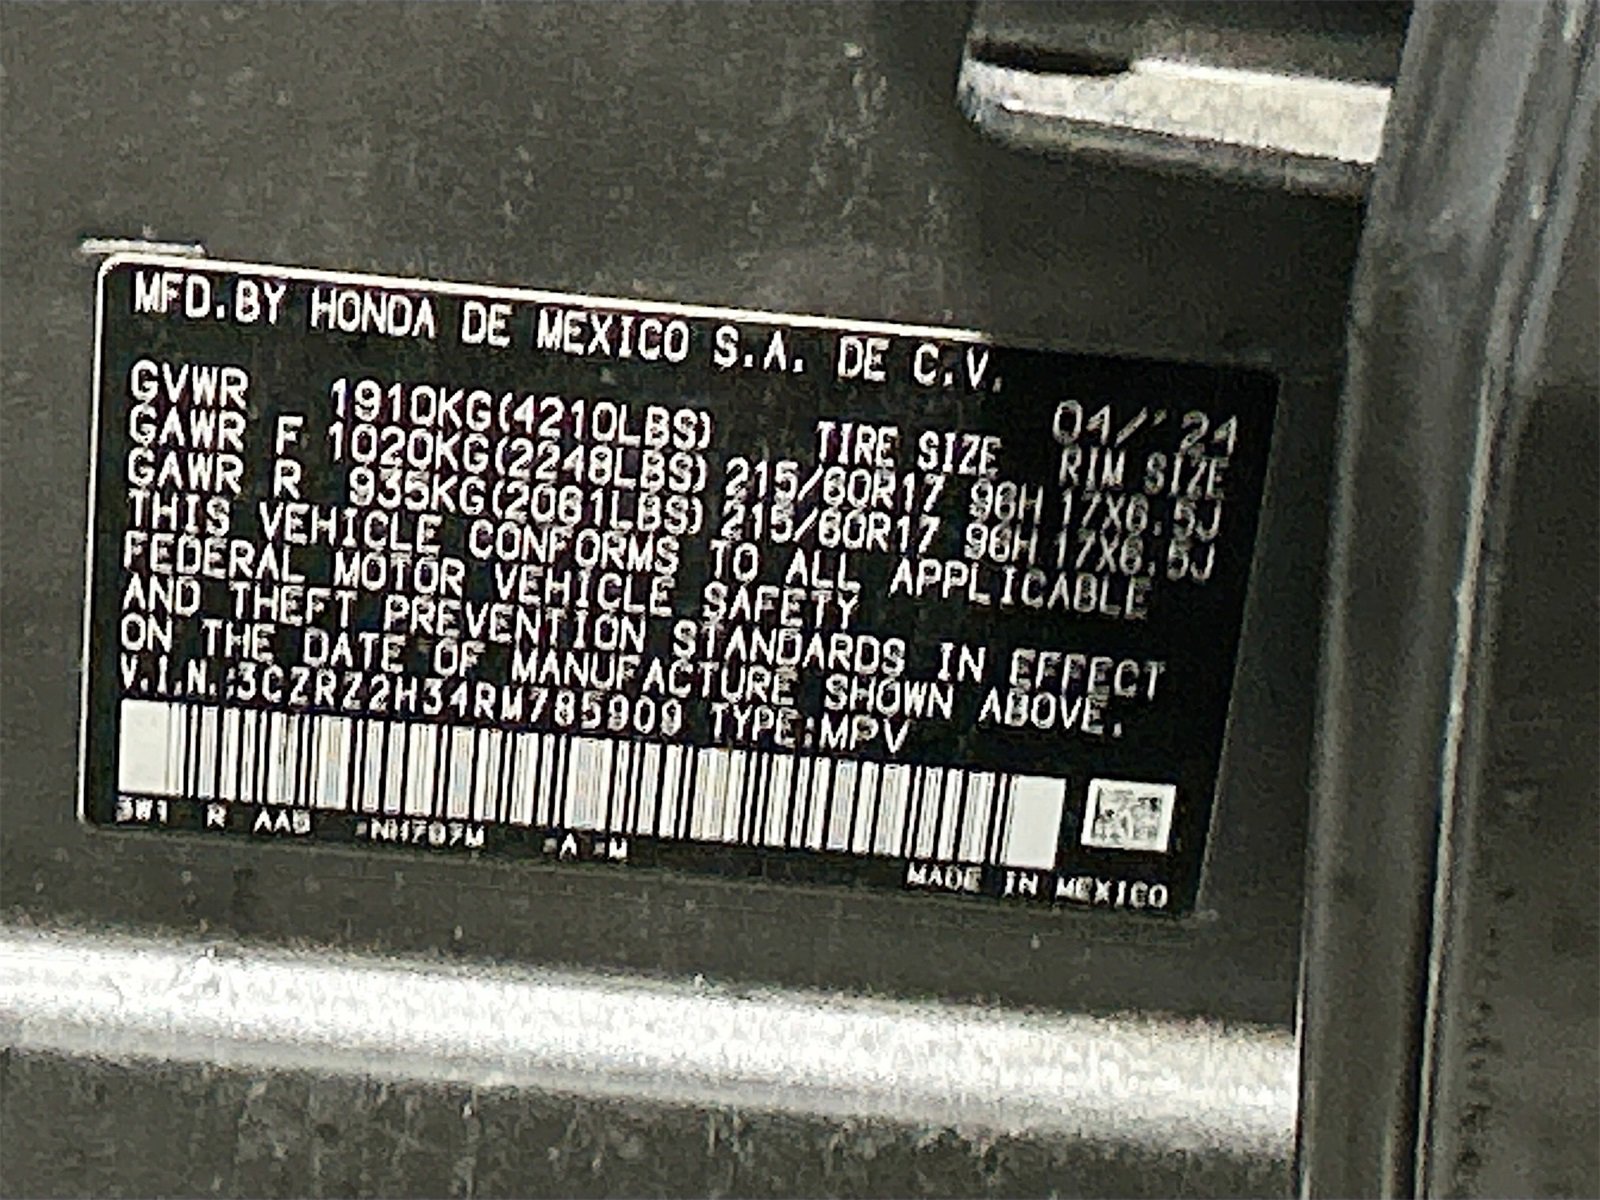 MFD.BY HONDA DE MEXICO S.A. DE C.V.
04/'24
GVWR 1910KG(4210LBS) TIRE SIZE RIM SIZE
GAWR F 1020KG(2248LBS) 215/60R17 96H 17X6.5J
GAWR R 935KG(2061LBS) 215/60R17 96H 17X6.5J
THIS VEHICLE CONFORMS TO ALL APPLICABLE
FEDERAL MOTOR VEHICLE SAFETY
AND THEFT PREVENTION STANDARDS IN EFFECT
ON THE DATE OF MANUFACTURE SHOWN ABOVE.
V.I.N.:3CZRZ2H34RM785909 TYPE:MPV
3W1 R AAB *NH797M *A *M
MADE IN MEXICO